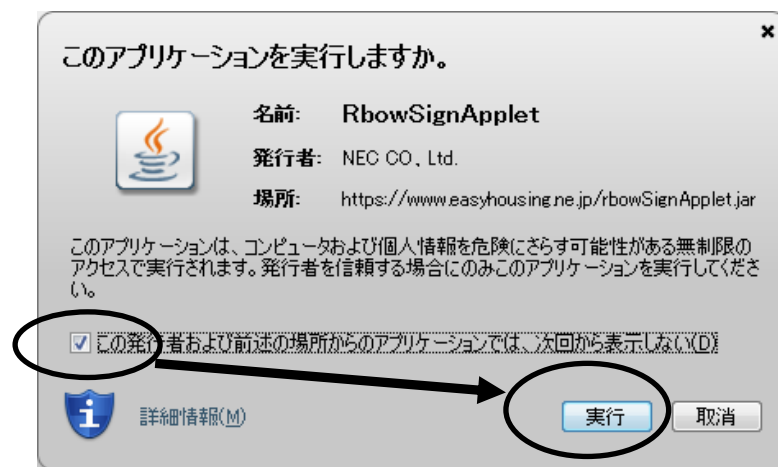 このアプリケーションを実行しますか。
名前: RbowSignApplet
発行者: NEC CO., Ltd.
場所: https://www.easyhousing.ne.jp/rbowSignApplet.jar
このアプリケーションは、コンピュータおよび個人情報を危険にさらす可能性がある無制限の
アクセスで実行されます。発行者を信頼する場合にのみこのアプリケーションを実行してくださ
い。
この発行者および前述の場所からのアプリケーションでは、次回から表示しない(D)
詳細情報(M)
実行 取消